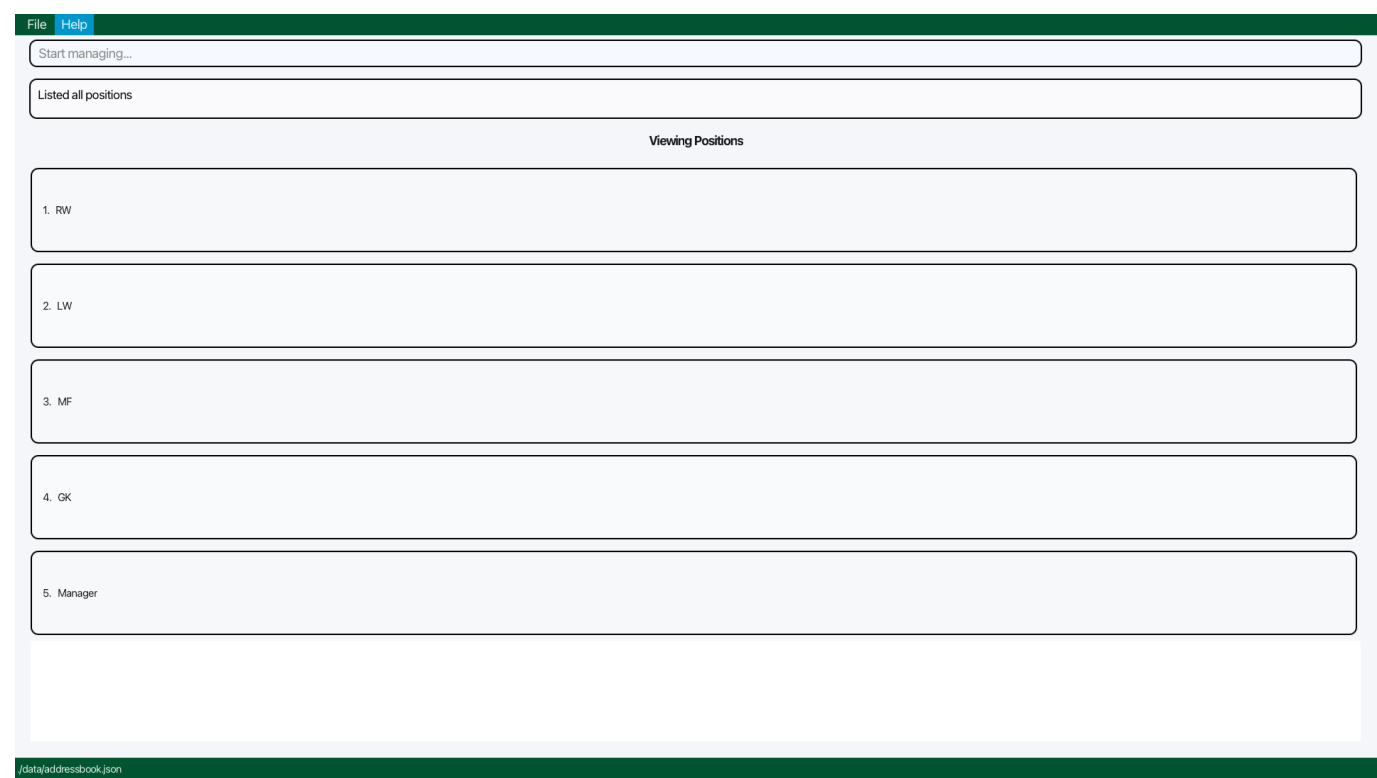 File Help
Start managing...
Listed all positions
Viewing Positions
1. RW
2. LW
3. MF
4. GK
5. Manager
./data/addressbook.json